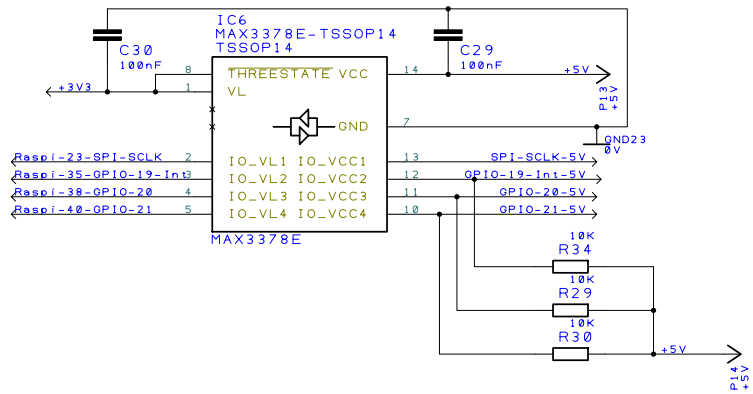 IC6
MAX3378E-TSSOP14
TSSOP14
C30
100nF
C29
100nF
8 THREESTATE VCC 14 +5V
+3V3 1 VL
P13
+5V
GND 7
GND23
0V
Raspi-23-SPI-SCLK 2 IO_VL1 IO_VCC1 13 SPI-SCLK-5V
Raspi-35-GPIO-19-Int 3 IO_VL2 IO_VCC2 12 GPIO-19-Int-5V
Raspi-38-GPIO-20 4 IO_VL3 IO_VCC3 11 GPIO-20-5V
Raspi-40-GPIO-21 5 IO_VL4 IO_VCC4 10 GPIO-21-5V
MAX3378E
10K
R34
10K
R29
10K
R30
+5V
P14
+5V